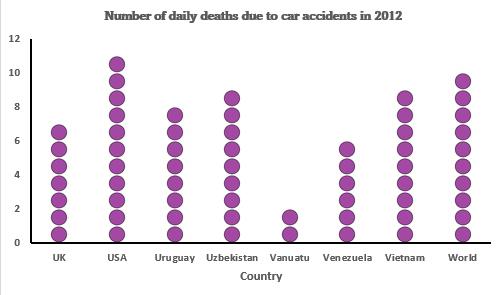 Number of daily deaths due to car accidents in 2012
12
10
8
6
4
2
0
UK USA Uruguay Uzbekistan Vanuatu Venezuela Vietnam World
Country